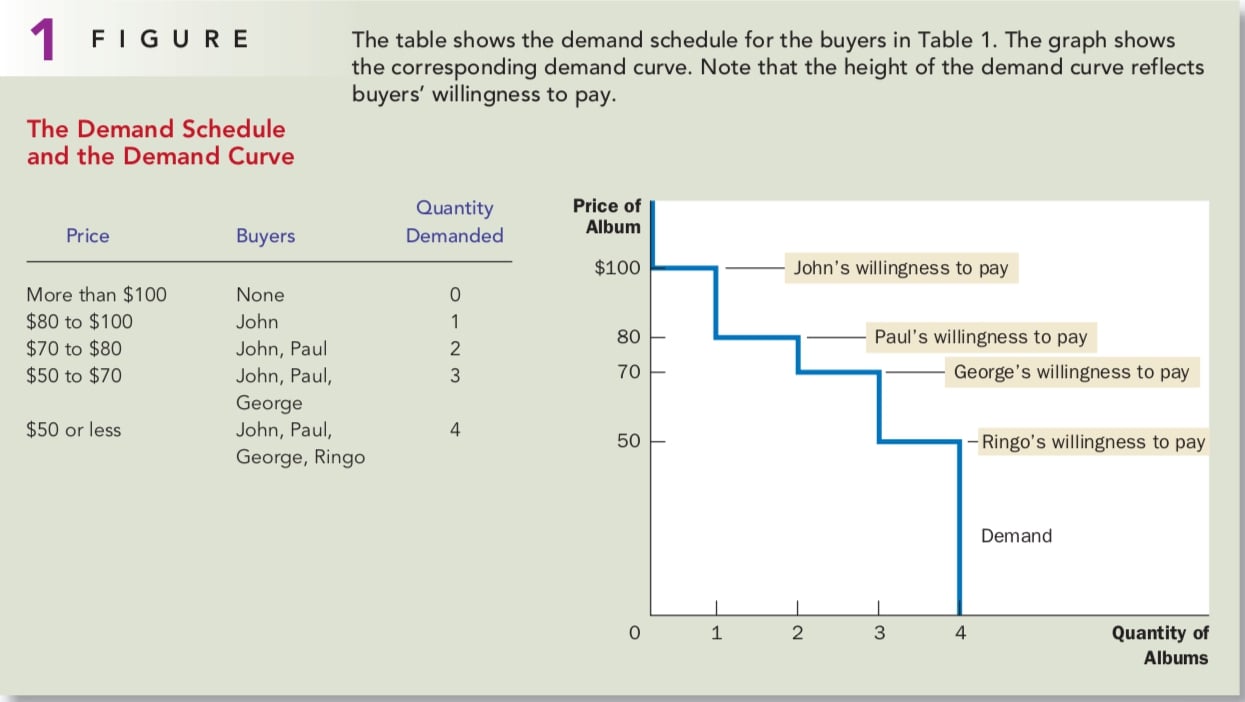 1 FIGURE
The table shows the demand schedule for the buyers in Table 1. The graph shows
the corresponding demand curve. Note that the height of the demand curve reflects
buyers’ willingness to pay.
The Demand Schedule
and the Demand Curve
Price Buyers Quantity Demanded
More than $100 None 0
$80 to $100 John 1
$70 to $80 John, Paul 2
$50 to $70 John, Paul, 3
George
$50 or less John, Paul, 4
George, Ringo
Price of
Album
$100 John’s willingness to pay
80 Paul’s willingness to pay
70 George’s willingness to pay
50 Ringo’s willingness to pay
Demand
0 1 2 3 4 Quantity of
Albums